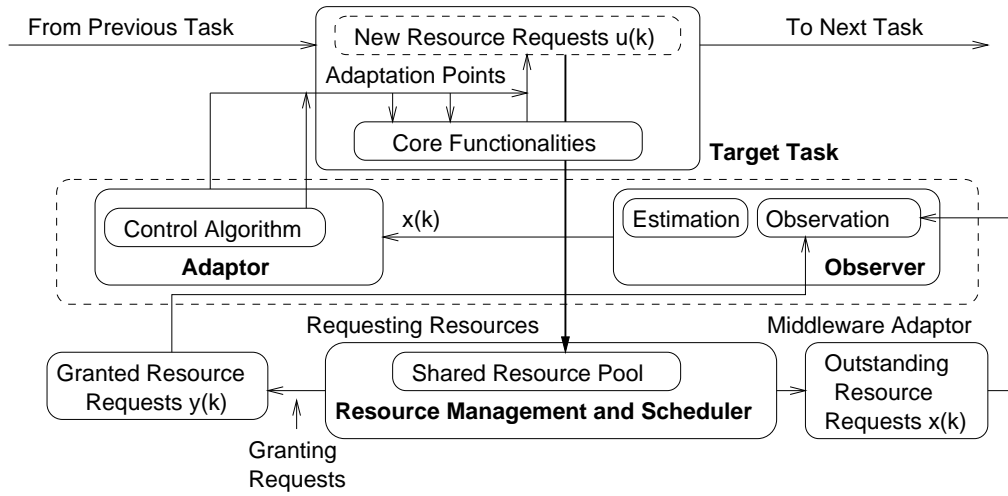 From Previous Task
New Resource Requests u(k)
To Next Task
Adaptation Points
Core Functionalities
Target Task
Control Algorithm
Adaptor
x(k)
Estimation
Observation
Observer
Requesting Resources
Middleware Adaptor
Granted Resource
Requests y(k)
Shared Resource Pool
Resource Management and Scheduler
Outstanding
Resource
Requests x(k)
Granting
Requests